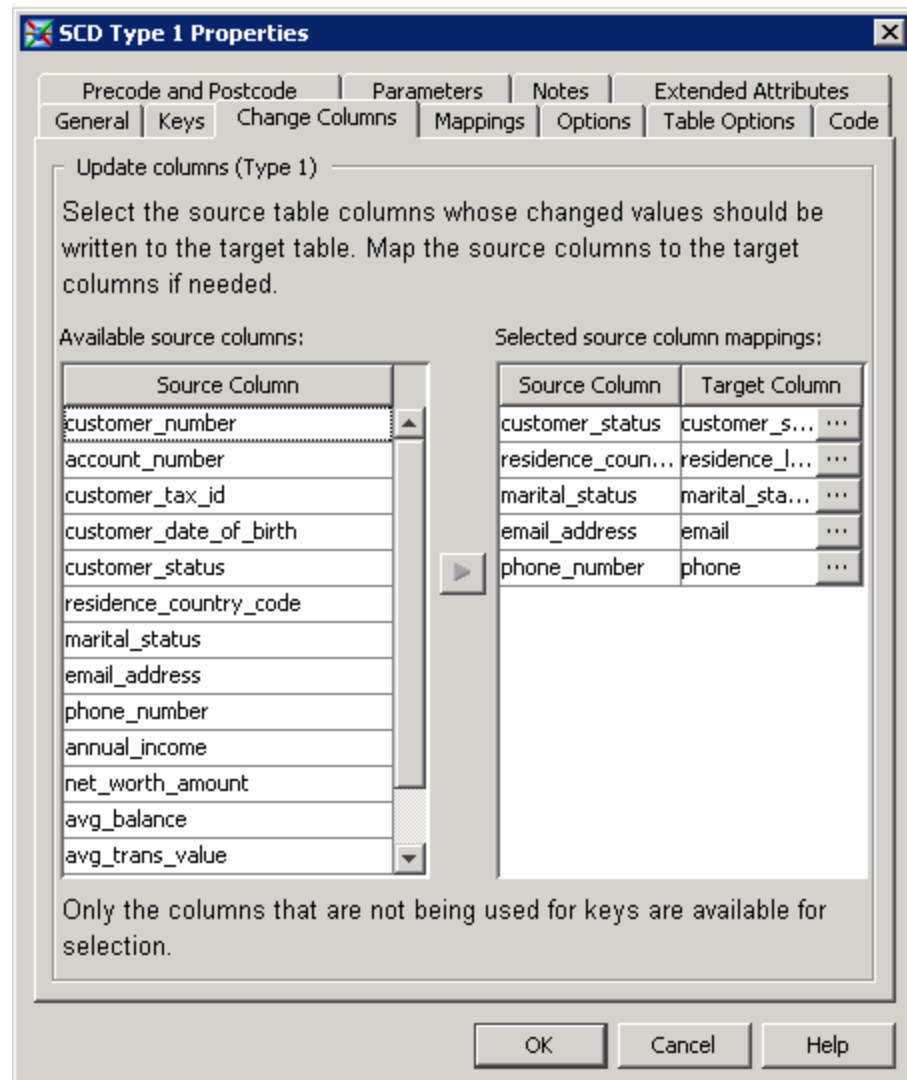 SCD Type 1 Properties
Precode and Postcode Parameters Notes Extended Attributes
General Keys Change Columns Mappings Options Table Options Code
Update columns (Type 1)
Select the source table columns whose changed values should be
written to the target table. Map the source columns to the target
columns if needed.
Available source columns:
Source Column
customer_number
account_number
customer_tax_id
customer_date_of_birth
customer_status
residence_country_code
marital_status
email_address
phone_number
annual_income
net_worth_amount
avg_balance
avg_trans_value
Selected source column mappings:
Source Column Target Column
customer_status customer_s... ...
residence_coun... residence_l... ...
marital_status marital_sta... ...
email_address email ...
phone_number phone ...
Only the columns that are not being used for keys are available for
selection.
OK Cancel Help